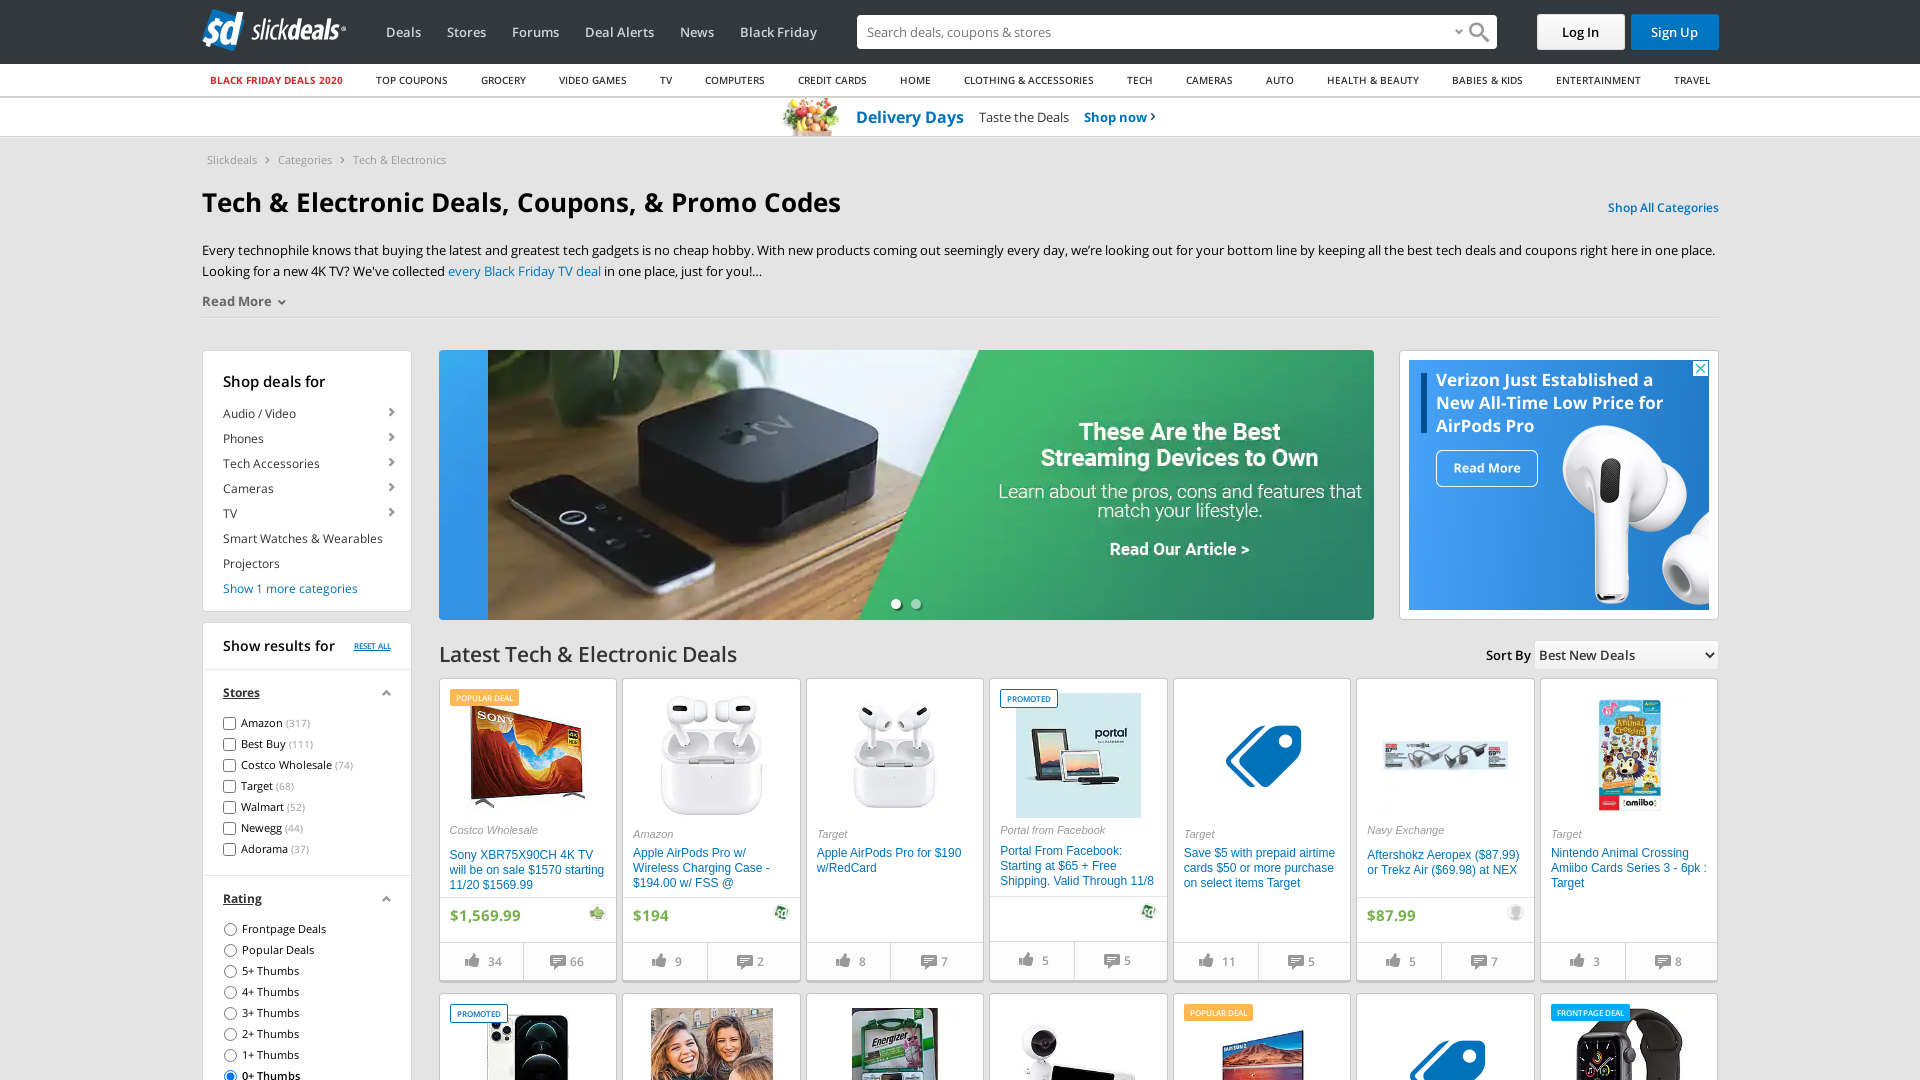 slickdeals
Deals
Stores
Forums
Deal Alerts
News
Black Friday
Search deals, coupons & stores
Log In
Sign Up
BLACK FRIDAY DEALS 2020
TOP COUPONS
GROCERY
VIDEO GAMES
TV
COMPUTERS
CREDIT CARDS
HOME
CLOTHING & ACCESSORIES
TECH
CAMERAS
AUTO
HEALTH & BEAUTY
BABIES & KIDS
ENTERTAINMENT
TRAVEL
Delivery Days Taste the Deals Shop now
Slickdeals > Categories > Tech & Electronics
Tech & Electronic Deals, Coupons, & Promo Codes
Shop All Categories
Every technophile knows that buying the latest and greatest tech gadgets is no cheap hobby. With new products coming out seemingly every day, we’re looking out for your bottom line by keeping all the best tech deals and coupons right here in one place.
Looking for a new 4K TV? We've collected every Black Friday TV deal in one place, just for you!...
Read More
Shop deals for
Audio / Video
Phones
Tech Accessories
Cameras
TV
Smart Watches & Wearables
Projectors
Show 1 more categories
tv
These Are the Best
Streaming Devices to Own
Learn about the pros, cons and features that
match your lifestyle.
Read Our Article >
Verizon Just Established a
New All-Time Low Price for
AirPods Pro
Read More
Show results for
RESET ALL
Stores
Amazon (317)
Best Buy (111)
Costco Wholesale (74)
Target (68)
Walmart (52)
Newegg (44)
Adorama (37)
Rating
Frontpage Deals
Popular Deals
5+ Thumbs
4+ Thumbs
3+ Thumbs
2+ Thumbs
1+ Thumbs
0+ Thumbs
Latest Tech & Electronic Deals
Sort By
Best New Deals
POPULAR DEAL
SONY
Costco Wholesale
Sony XBR75X90CH 4K TV
will be on sale $1570 starting
11/20 $1569.99
$1,569.99
34
66
Amazon
Apple AirPods Pro w/
Wireless Charging Case -
$194.00 w/ FSS @
$194
9
2
Target
Apple AirPods Pro for $190
w/RedCard
8
7
PROMOTED
portal
Portal from Facebook
Portal From Facebook:
Starting at $65 + Free
Shipping. Valid Through 11/8
5
5
Target
Save $5 with prepaid airtime
cards $50 or more purchase
on select items Target
11
5
Navy Exchange
Aftershokz Aeropex ($87.99)
or Trekz Air ($69.98) at NEX
$87.99
5
7
amiibo
Target
Nintendo Animal Crossing
Amiibo Cards Series 3 - 6pk :
Target
3
8
PROMOTED
Energizer
POPULAR DEAL
FRONTPAGE DEAL